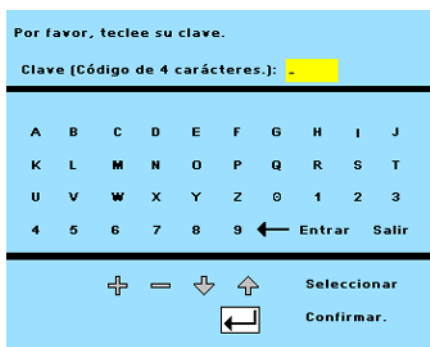 Por favor, teclee su clave.
Clave (Código de 4 carácteres.): -
A B C D E F G H I J
K L M N O P Q R S T
U V W X Y Z 0 1 2 3
4 5 6 7 8 9 ← Entrar Salir
Seleccionar
Confirmar.